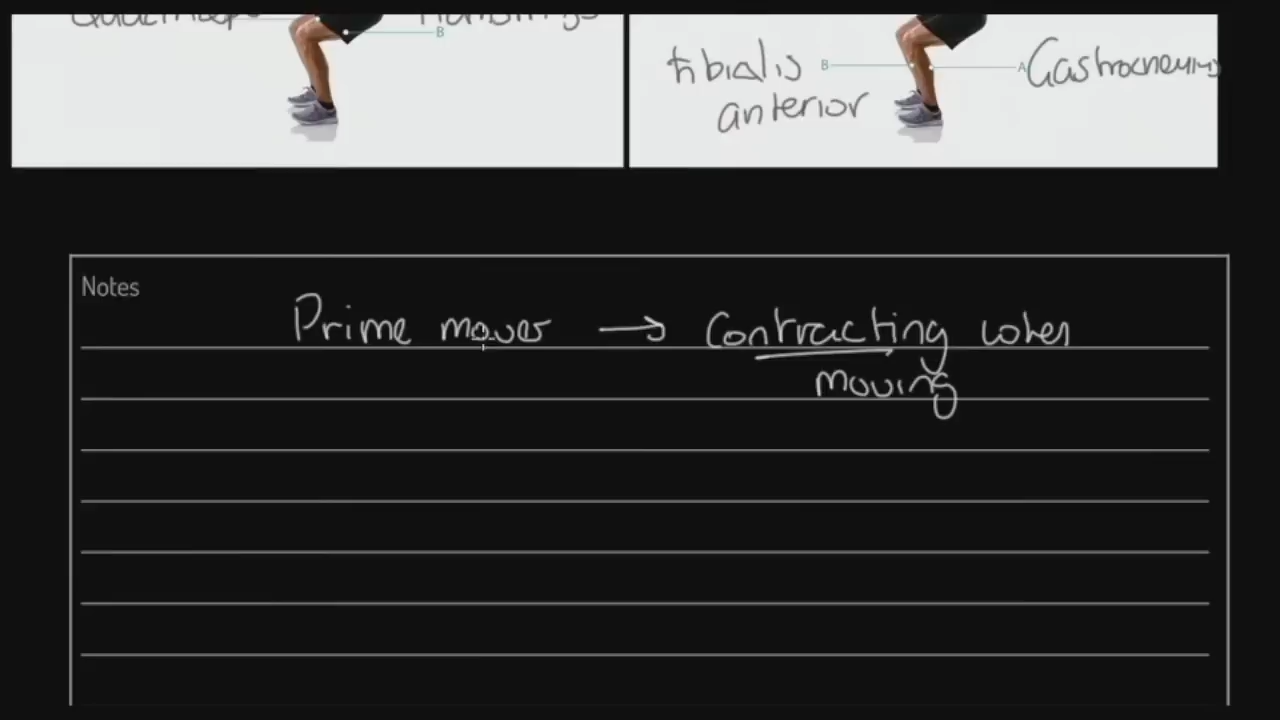 B
tibialis B
A Gastrocnemius
anterior
Notes
Prime mover → Contracting when
moving